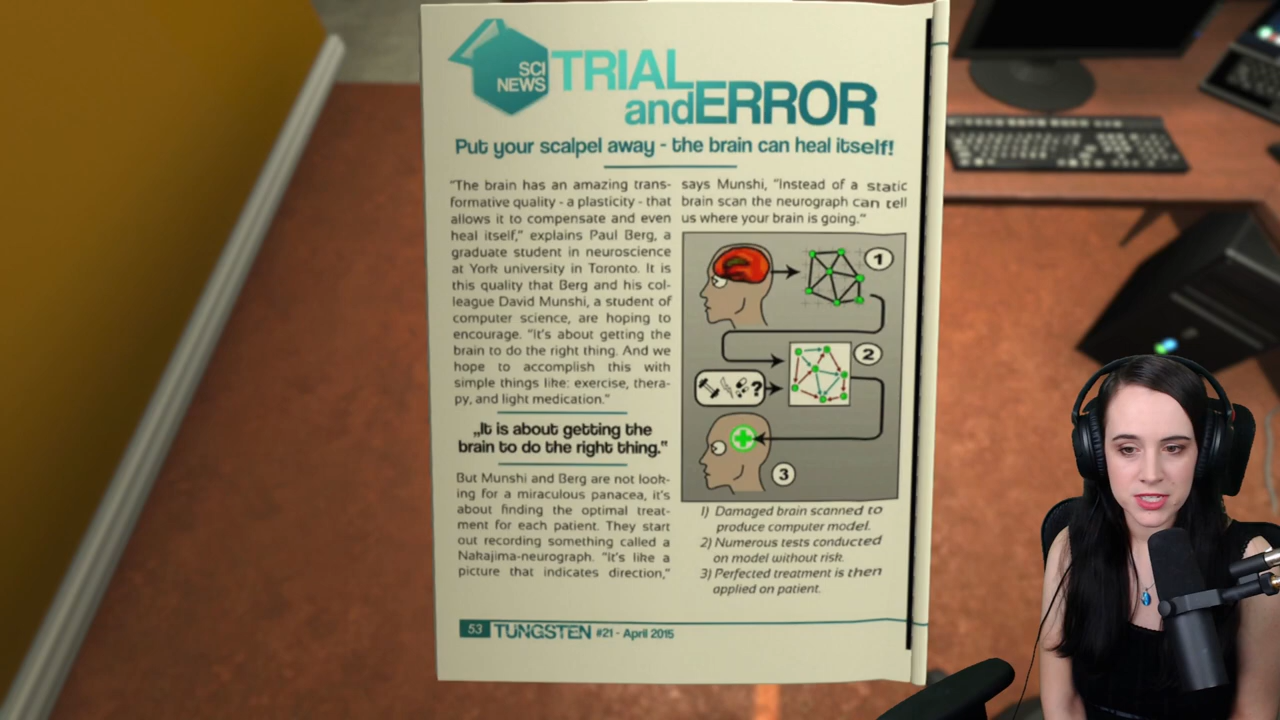 SCI
NEWS
TRIAL
andERROR
Put your scalpel away - the brain can heal itself!
"The brain has an amazing trans-
formative quality - a plasticity - that
allows it to compensate and even
heal itself," explains Paul Berg, a
graduate student in neuroscience
at York university in Toronto. It is
this quality that Berg and his col-
league David Munshi, a student of
computer science, are hoping to
encourage. "It's about getting the
brain to do the right thing. And we
hope to accomplish this with
simple things like: exercise, thera-
py, and light medication."
„It is about getting the
brain to do the right thing."
But Munshi and Berg are not look-
ing for a miraculous panacea, it's
about finding the optimal treat-
ment for each patient. They start
out recording something called a
Nakajima-neurograph. "It's like a
picture that indicates direction,"
says Munshi, "Instead of a static
brain scan the neurograph can tell
us where your brain is going."
1
2
?
3
1) Damaged brain scanned to
produce computer model.
2) Numerous tests conducted
on model without risk.
3) Perfected treatment is then
applied on patient.
53 TUNGSTEN #21 - April 2015